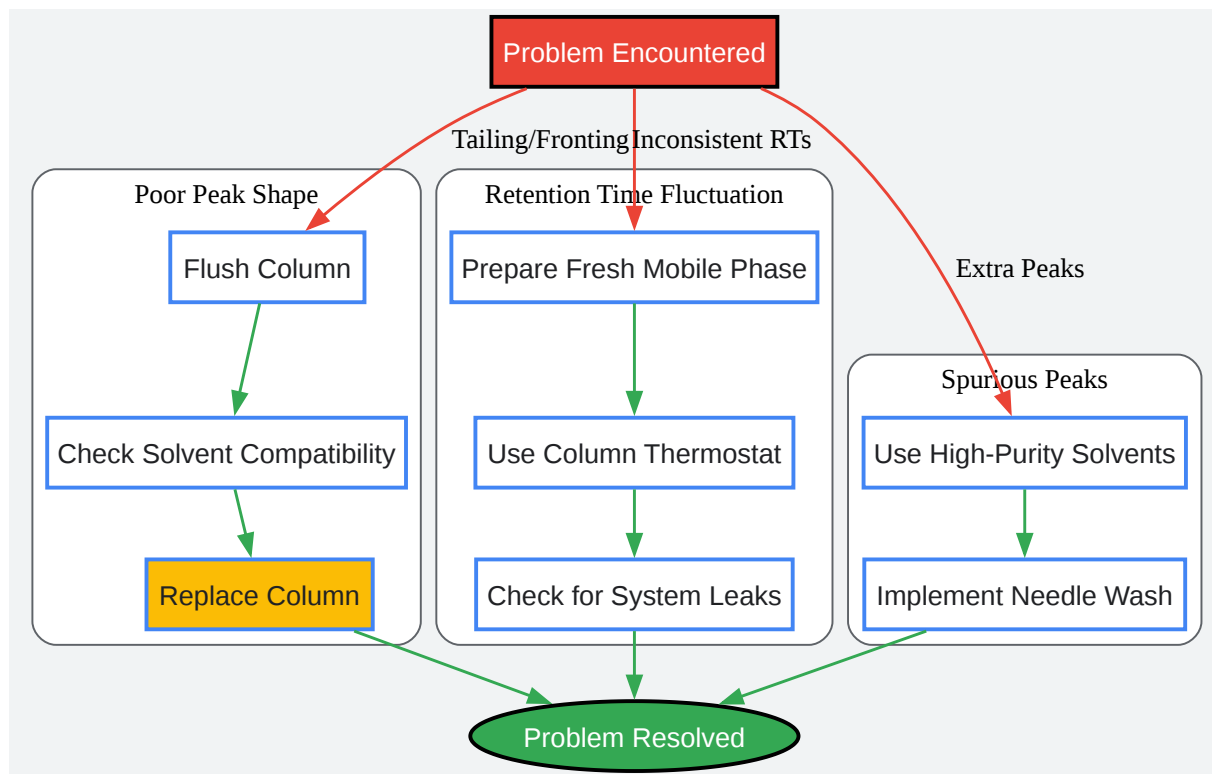 Problem Encountered
Tailing/Fronting
Inconsistent RTs
Poor Peak Shape
Retention Time Fluctuation
Flush Column
Prepare Fresh Mobile Phase
Extra Peaks
Spurious Peaks
Check Solvent Compatibility
Use Column Thermostat
Use High-Purity Solvents
Replace Column
Check for System Leaks
Implement Needle Wash
Problem Resolved